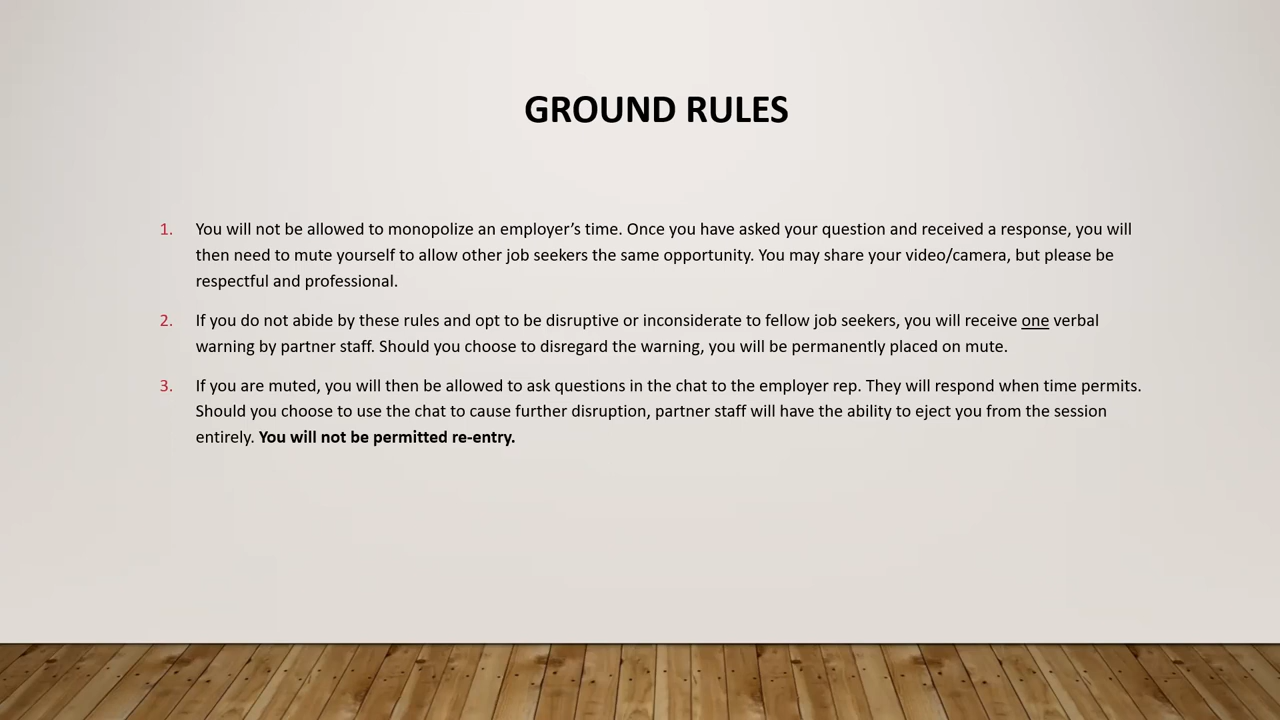 GROUND RULES
1. You will not be allowed to monopolize an employer’s time. Once you have asked your question and received a response, you will
then need to mute yourself to allow other job seekers the same opportunity. You may share your video/camera, but please be
respectful and professional.
2. If you do not abide by these rules and opt to be disruptive or inconsiderate to fellow job seekers, you will receive one verbal
warning by partner staff. Should you choose to disregard the warning, you will be permanently placed on mute.
3. If you are muted, you will then be allowed to ask questions in the chat to the employer rep. They will respond when time permits.
Should you choose to use the chat to cause further disruption, partner staff will have the ability to eject you from the session
entirely. You will not be permitted re-entry.